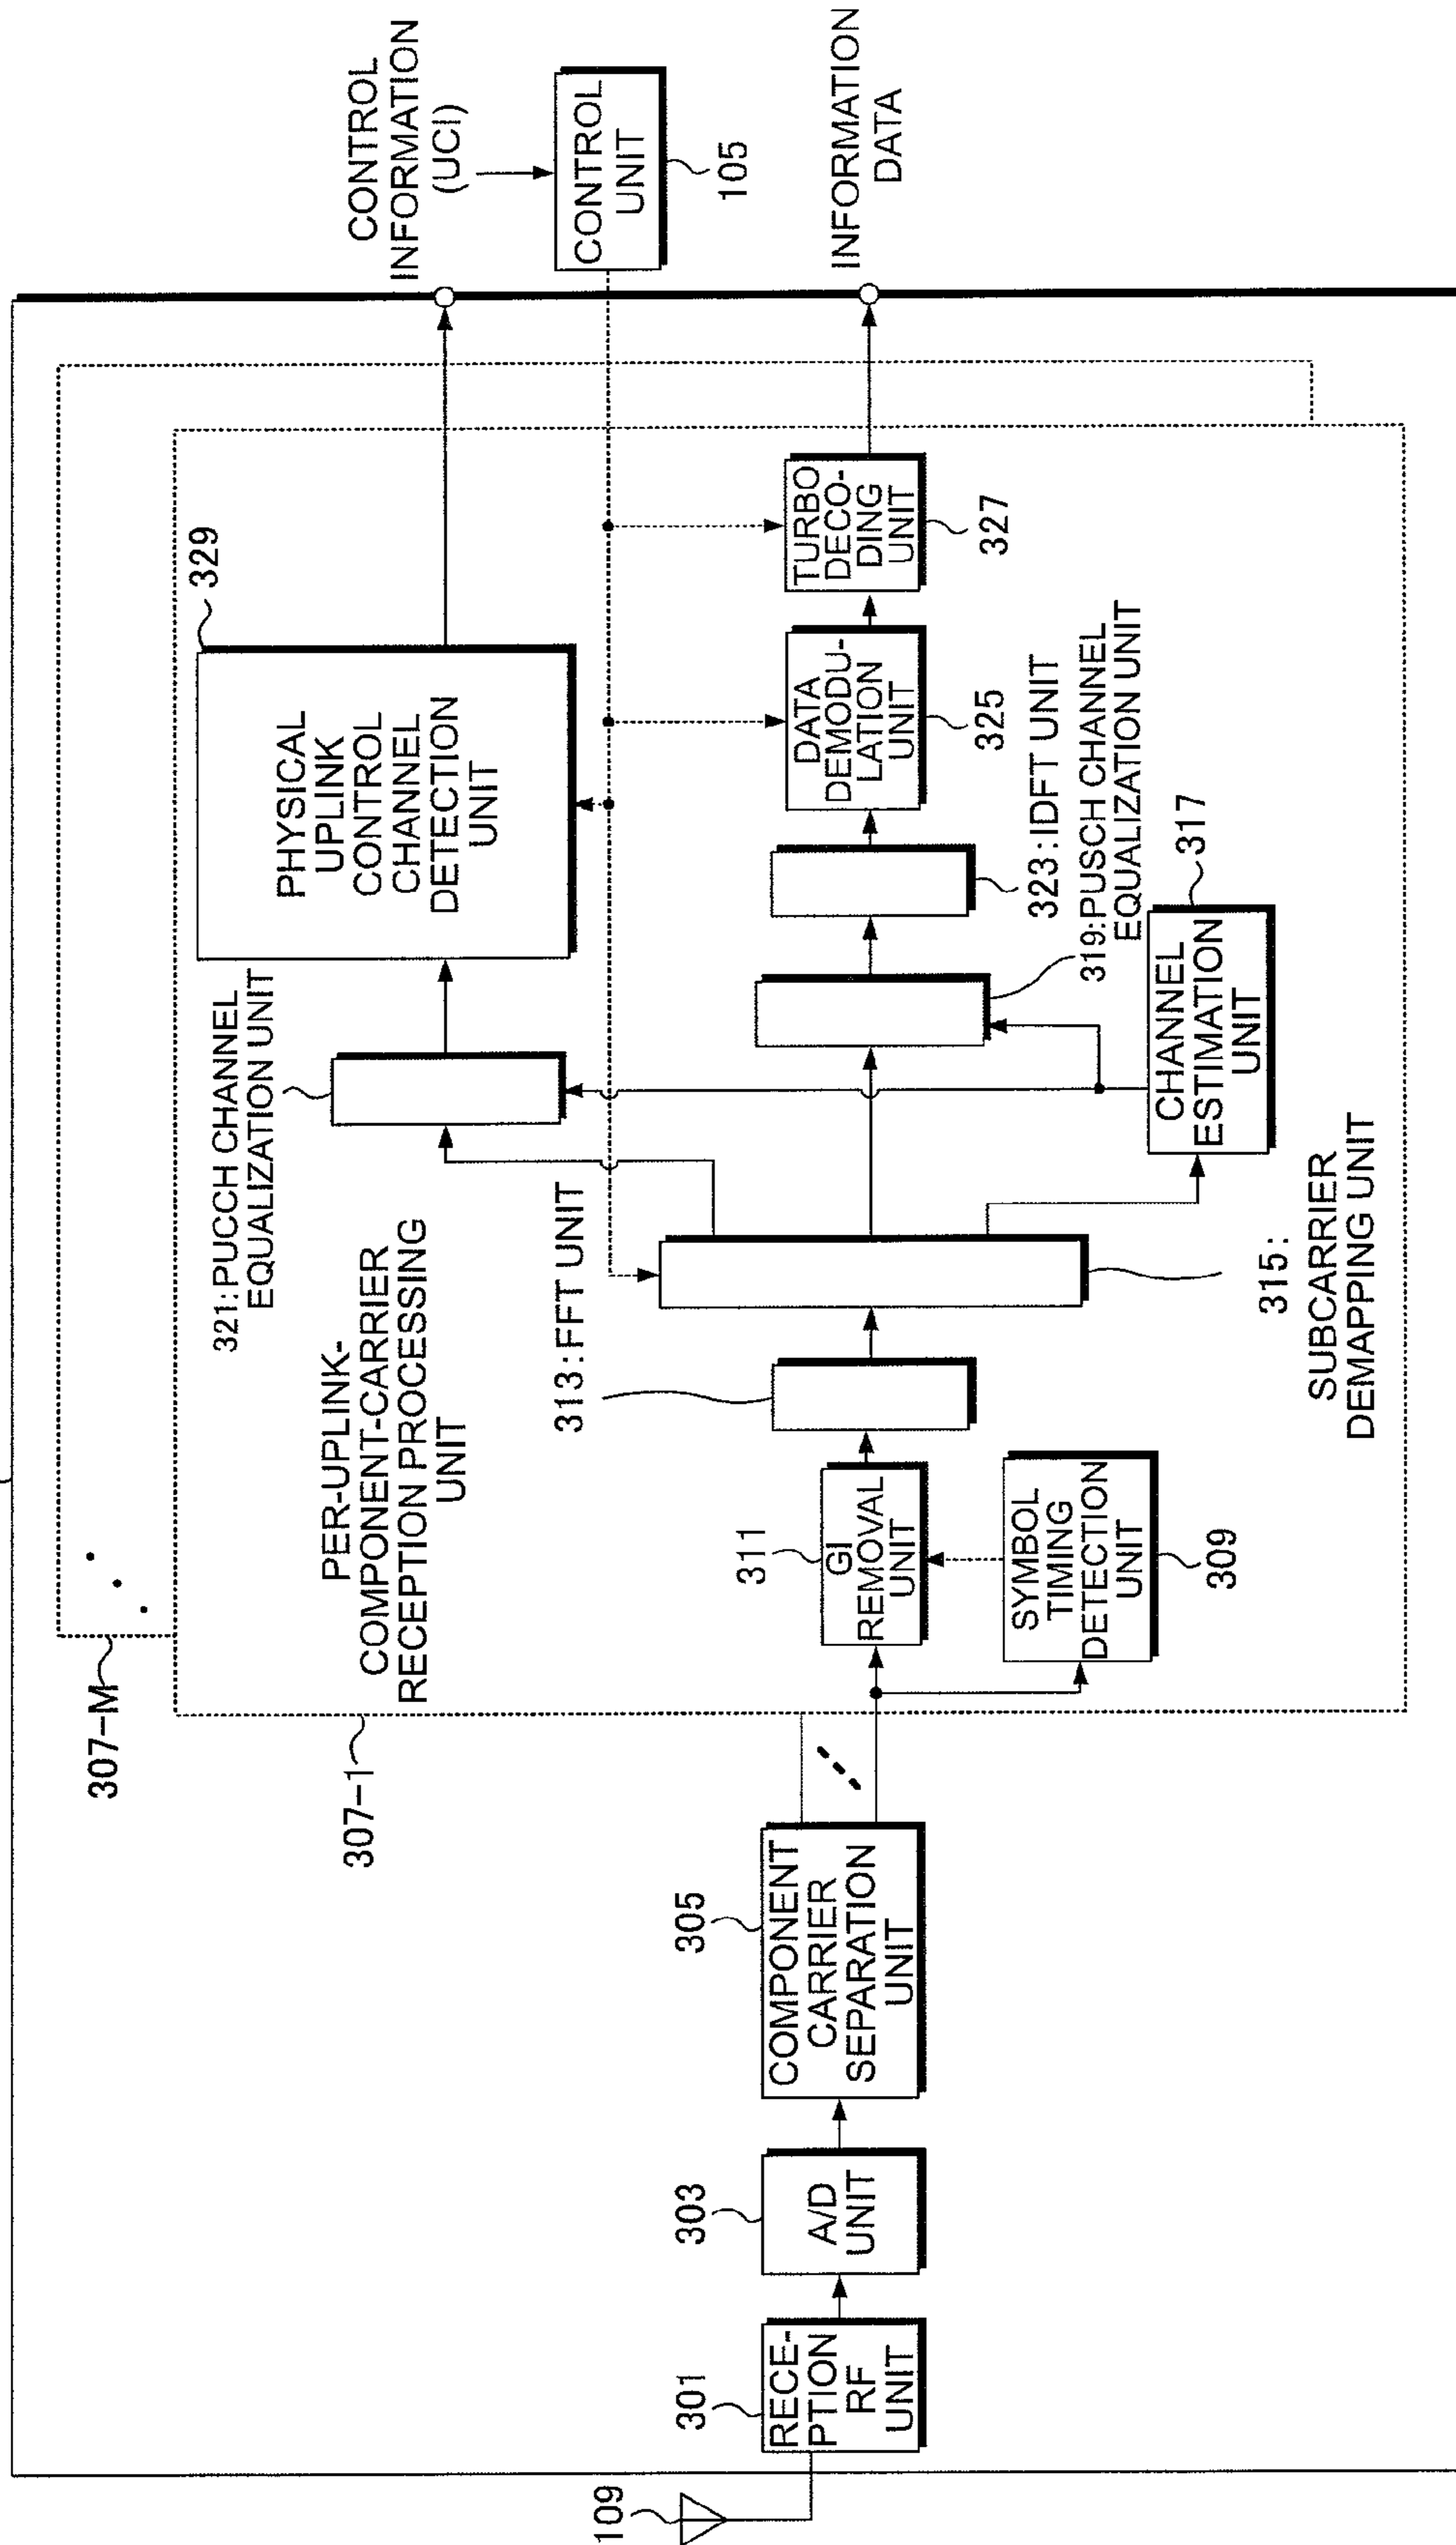 109
301
RECE-
PTION
RF
UNIT
303
A/D
UNIT
305
COMPONENT
CARRIER
SEPARATION
UNIT
307-1
307-M
PER-UPLINK-
COMPONENT-CARRIER
RECEPTION PROCESSING
UNIT
311
GI
REMOVAL
UNIT
SYMBOL
TIMING
DETECTION
UNIT
309
313:FFT UNIT
315:
SUBCARRIER
DEMAPPING UNIT
321:PUCCH CHANNEL
EQUALIZATION UNIT
CHANNEL
ESTIMATION
UNIT
317
319:PUSCH CHANNEL
EQUALIZATION UNIT
323:IDFT UNIT
PHYSICAL
UPLINK
CONTROL
CHANNEL
DETECTION
UNIT
329
DATA
DEMODU-
LATION
UNIT
325
TURBO
DECO-
DING
UNIT
327
CONTROL
INFORMATION
(UCI)
CONTROL
UNIT
105
INFORMATION
DATA